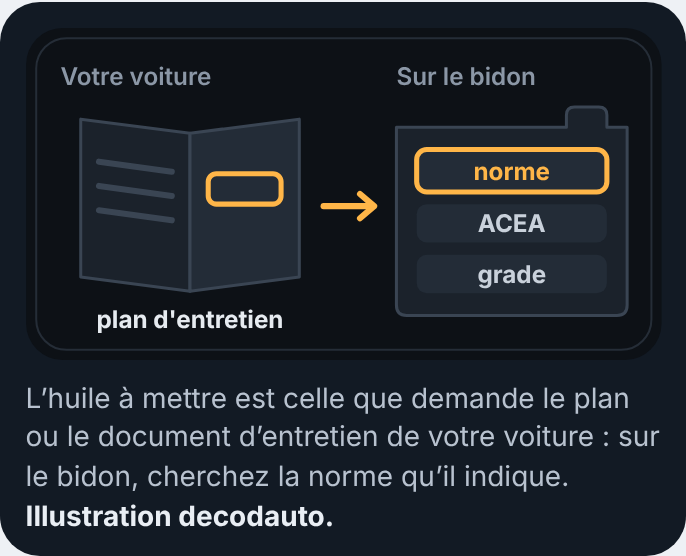 Votre voiture
Sur le bidon
norme
ACEA
grade
plan d'entretien
L’huile à mettre est celle que demande le plan
ou le document d’entretien de votre voiture : sur
le bidon, cherchez la norme qu’il indique.
Illustration decodauto.